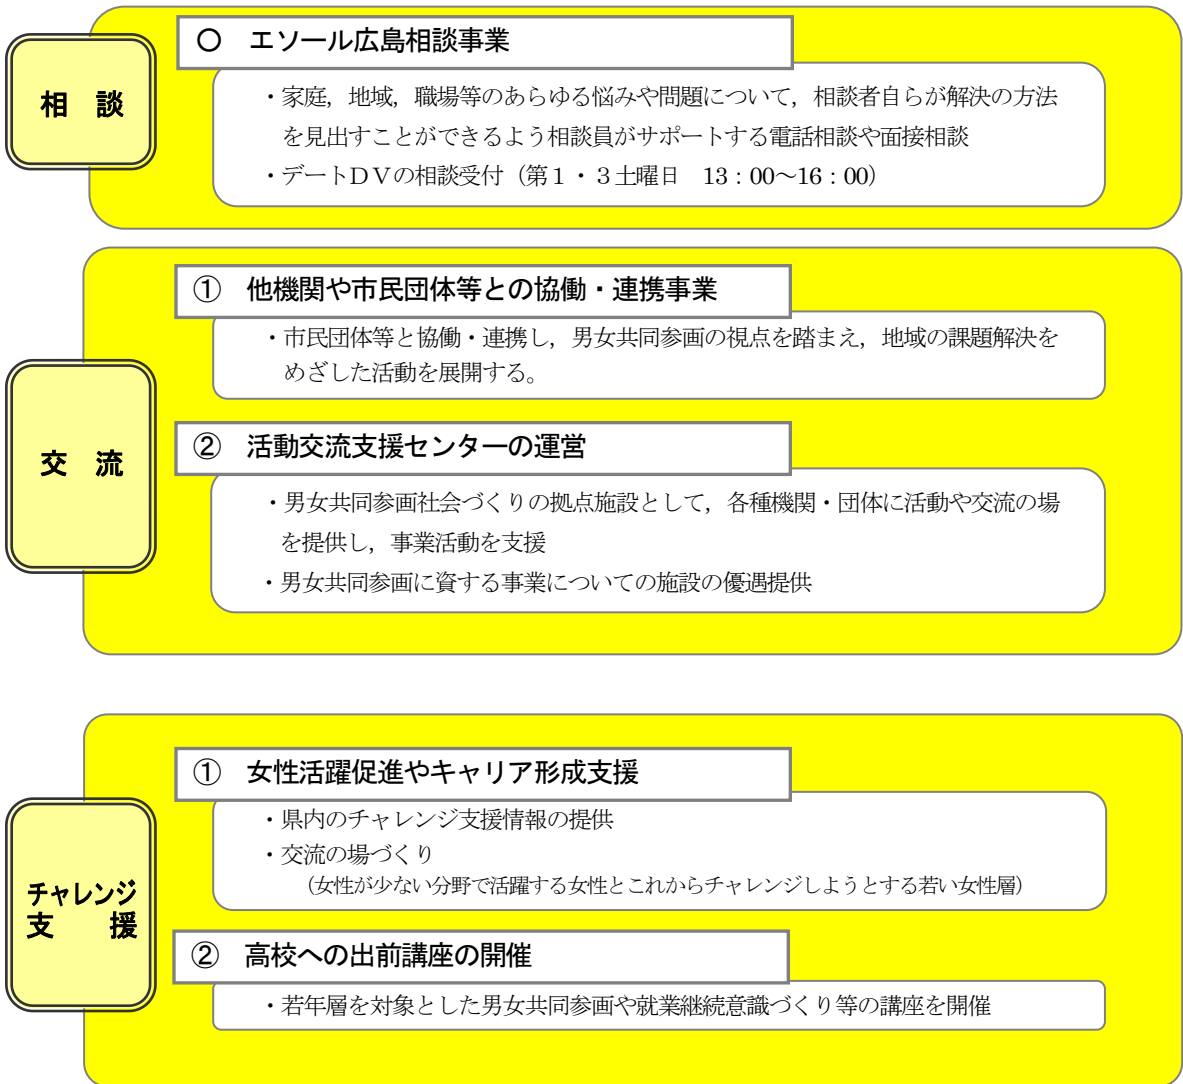 相　談
〇　エソール広島相談事業
・家庭，地域，職場等のあらゆる悩みや問題について，相談者自らが解決の方法
を見出すことができるよう相談員がサポートする電話相談や面接相談
・デートＤＶの相談受付（第１・３土曜日　13：00～16：00）
交　流
①　他機関や市民団体等との協働・連携事業
・市民団体等と協働・連携し，男女共同参画の視点を踏まえ，地域の課題解決を
めざした活動を展開する。
②　活動交流支援センターの運営
・男女共同参画社会づくりの拠点施設として，各種機関・団体に活動や交流の場
を提供し，事業活動を支援
・男女共同参画に資する事業についての施設の優遇提供
チャレンジ
支　　援
①　女性活躍促進やキャリア形成支援
・県内のチャレンジ支援情報の提供
・交流の場づくり
（女性が少ない分野で活躍する女性とこれからチャレンジしようとする若い女性層）
②　高校への出前講座の開催
・若年層を対象とした男女共同参画や就業継続意識づくり等の講座を開催